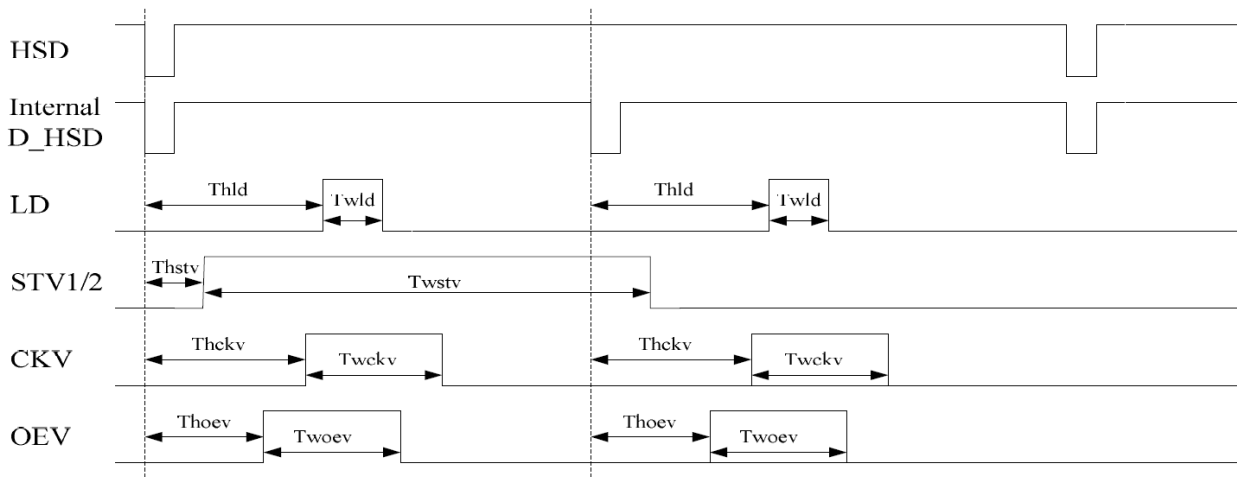 HSD
Internal
D_HSD
LD
Thld
Twld
Thld
Twld
STV1/2
Thstv
Twstv
CKV
Thckv
Twckv
Thckv
Twckv
OEV
Thoev
Twoev
Thoev
Twoev